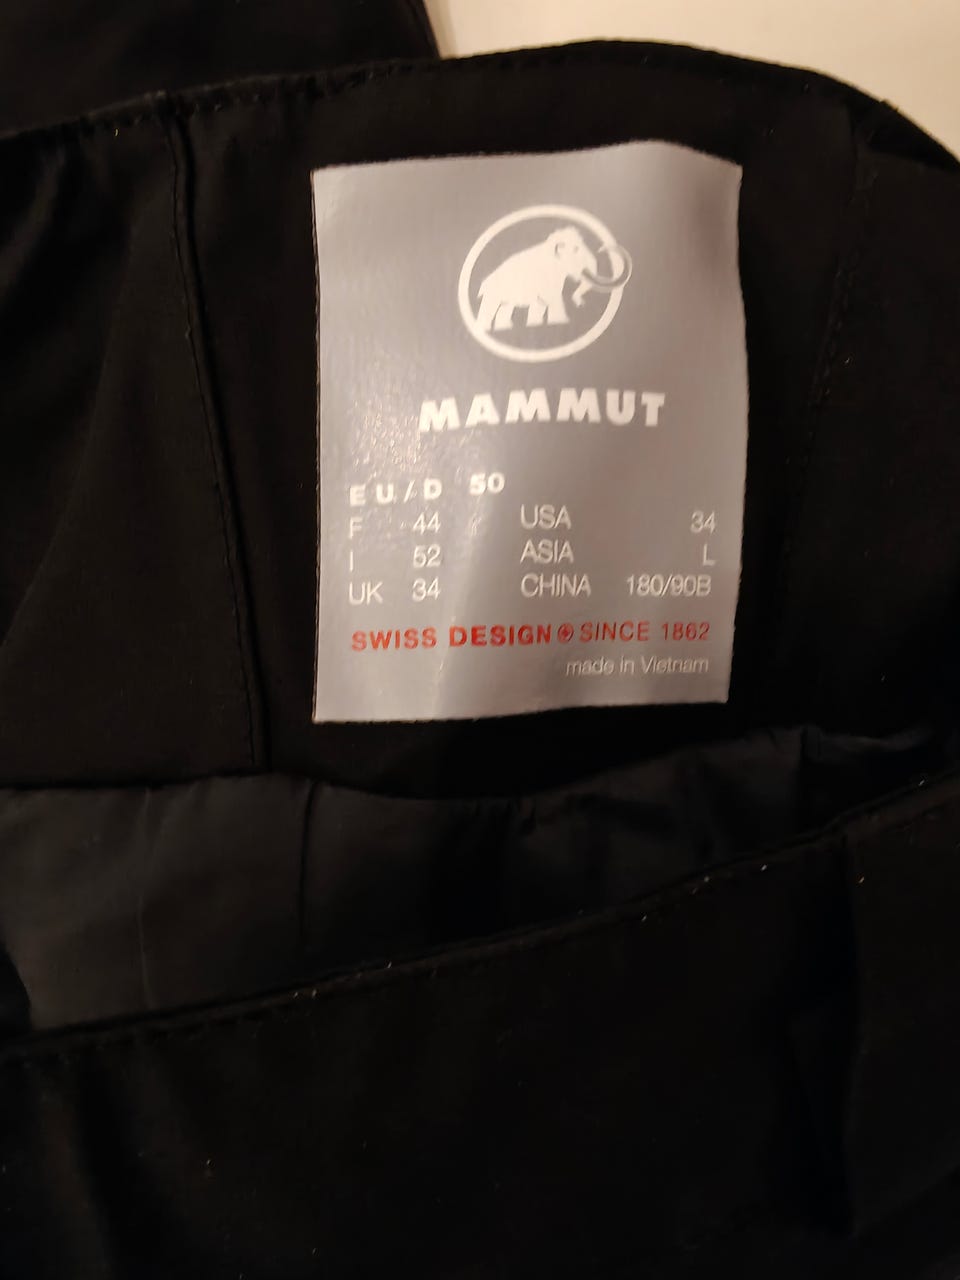 MAMMUT
EU/D 50
F 44 USA 34
I 52 ASIA L
UK 34 CHINA 180/90B
SWISS DESIGN SINCE 1862
made in Vietnam